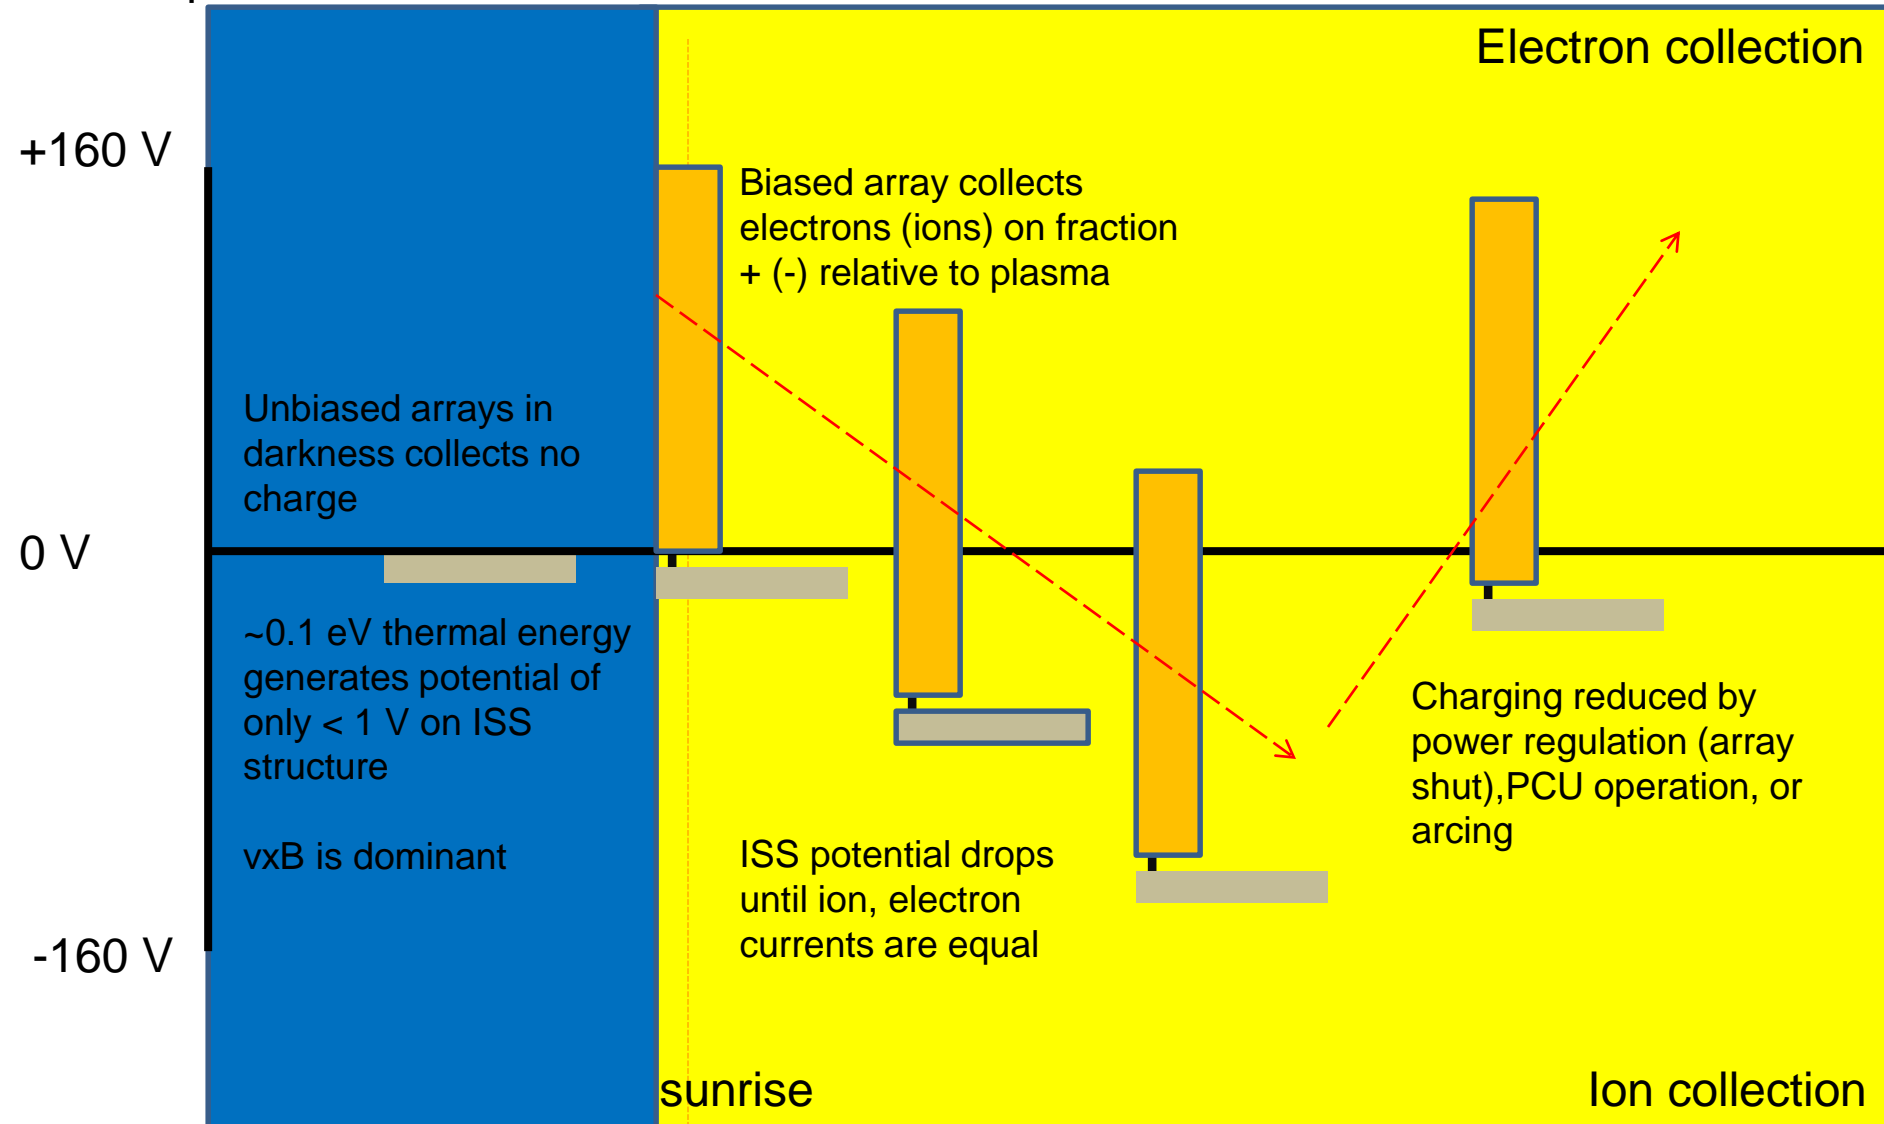 Electron collection
+160 V
Biased array collects
electrons (ions) on fraction
+ (-) relative to plasma
Unbiased arrays in
darkness collects no
charge
0 V
~0.1 eV thermal energy
generates potential of
only < 1 V on ISS
structure
vxB is dominant
Charging reduced by
power regulation (array
shut),PCU operation, or
arcing
ISS potential drops
until ion, electron
currents are equal
-160 V
sunrise
Ion collection